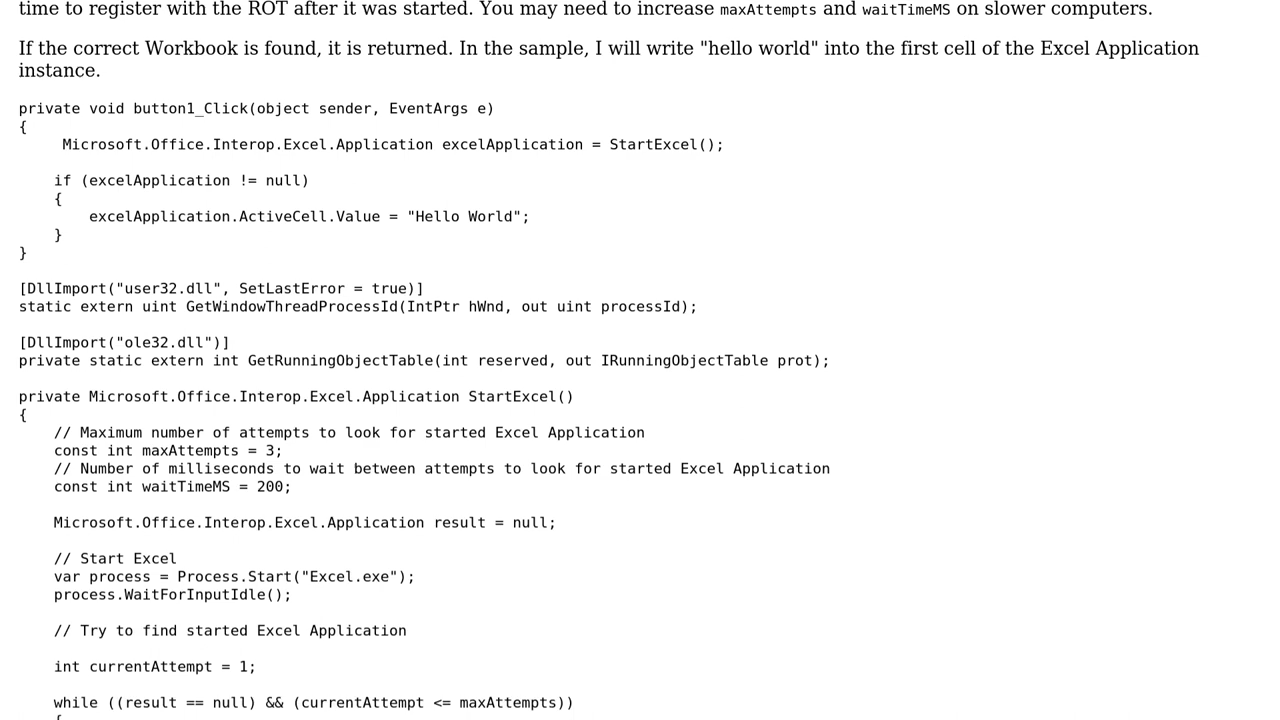 time to register with the ROT after it was started. You may need to increase maxAttempts and waitTimeMS on slower computers.
If the correct Workbook is found, it is returned. In the sample, I will write "hello world" into the first cell of the Excel Application
instance.
private void button1_Click(object sender, EventArgs e)
{
     Microsoft.Office.Interop.Excel.Application excelApplication = StartExcel();

    if (excelApplication != null)
    {
        excelApplication.ActiveCell.Value = "Hello World";
    }
}

[DllImport("user32.dll", SetLastError = true)]
static extern uint GetWindowThreadProcessId(IntPtr hWnd, out uint processId);

[DllImport("ole32.dll")]
private static extern int GetRunningObjectTable(int reserved, out IRunningObjectTable prot);

private Microsoft.Office.Interop.Excel.Application StartExcel()
{
    // Maximum number of attempts to look for started Excel Application
    const int maxAttempts = 3;
    // Number of milliseconds to wait between attempts to look for started Excel Application
    const int waitTimeMS = 200;

    Microsoft.Office.Interop.Excel.Application result = null;

    // Start Excel
    var process = Process.Start("Excel.exe");
    process.WaitForInputIdle();

    // Try to find started Excel Application

    int currentAttempt = 1;

    while ((result == null) && (currentAttempt <= maxAttempts))
    {